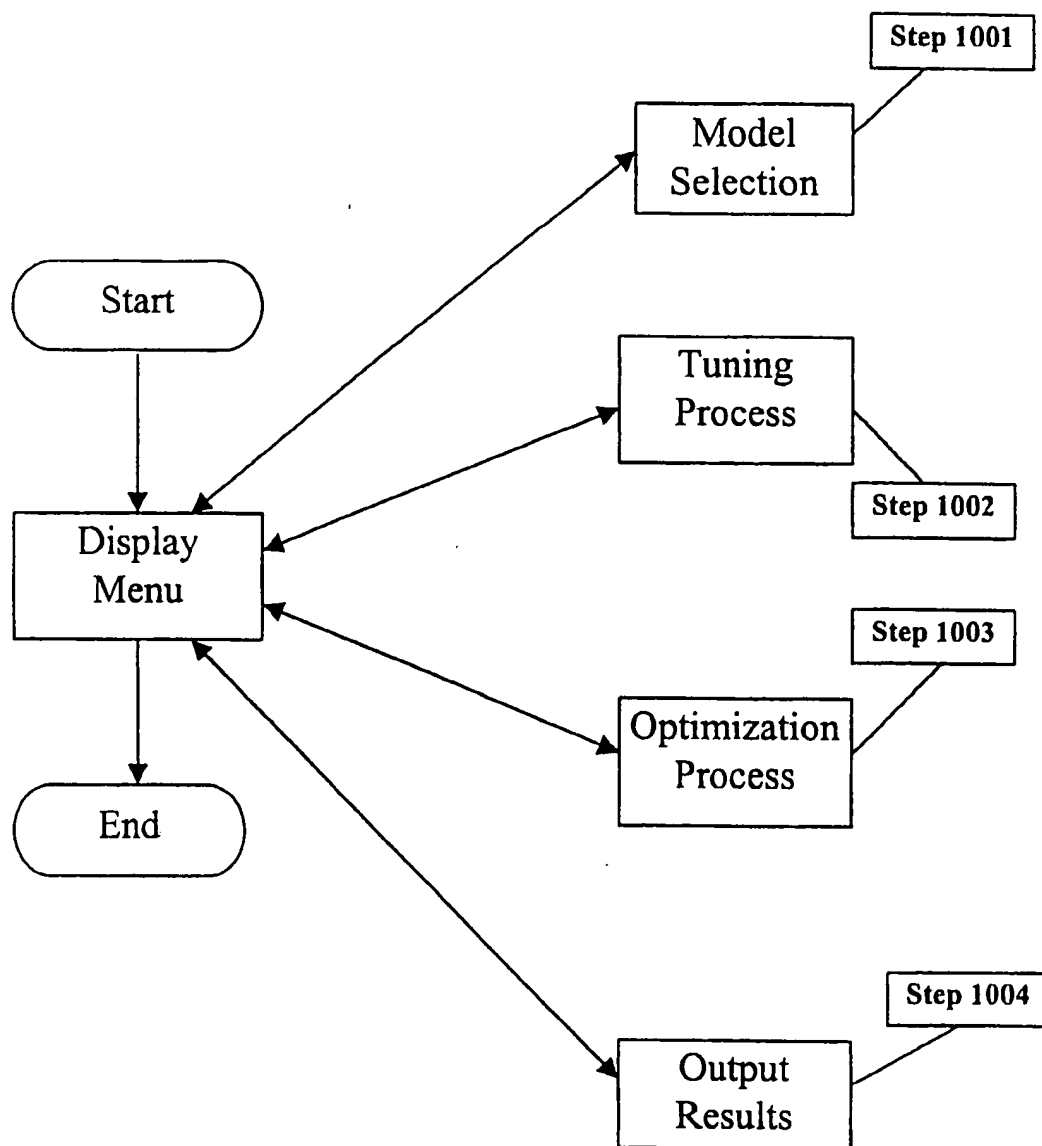 Step 1001
Model
Selection
Start
Tuning
Process
Step 1002
Display
Menu
Step 1003
Optimization
Process
End
Step 1004
Output
Results